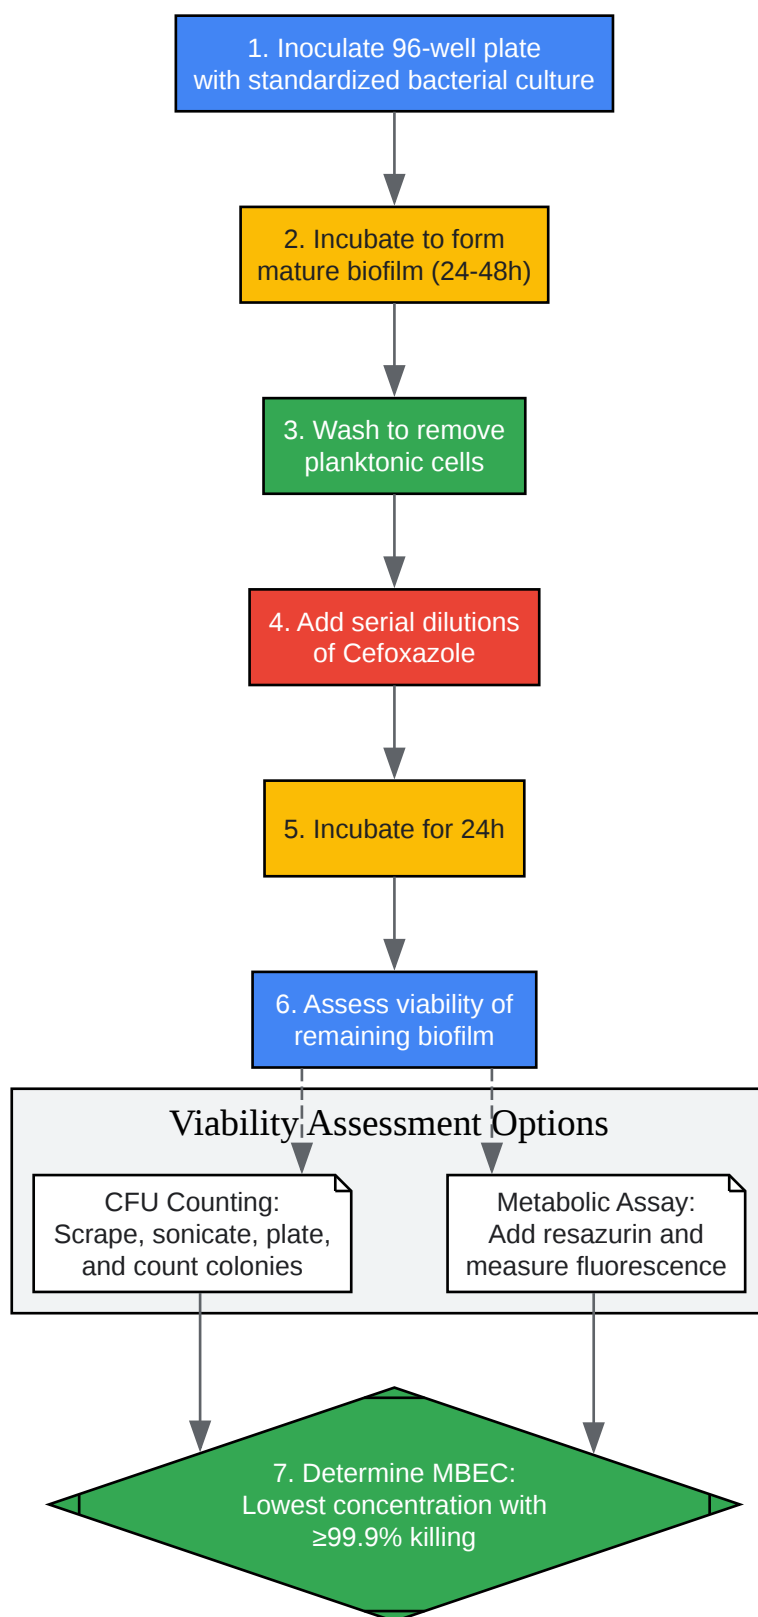 1. Inoculate 96-well plate
with standardized bacterial culture
2. Incubate to form
mature biofilm (24-48h)
3. Wash to remove
planktonic cells
4. Add serial dilutions
of Cefoxazole
5. Incubate for 24h
6. Assess viability of
remaining biofilm
Viability Assessment Options
CFU Counting:
Scrape, sonicate, plate,
and count colonies
Metabolic Assay:
Add resazurin and
measure fluorescence
7. Determine MBEC:
Lowest concentration with
≥99.9% killing